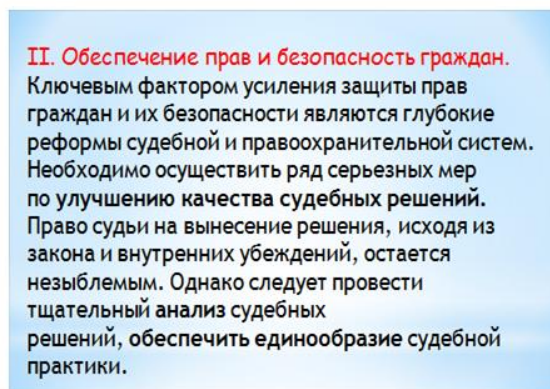 II. Обеспечение прав и безопасность граждан.
Ключевым фактором усиления защиты прав
граждан и их безопасности являются глубокие
реформы судебной и правоохранительной систем.
Необходимо осуществить ряд серьезных мер
по улучшению качества судебных решений.
Право судьи на вынесение решения, исходя из
закона и внутренних убеждений, остается
незыблемым. Однако следует провести
тщательный анализ судебных
решений, обеспечить единообразие судебной
практики.